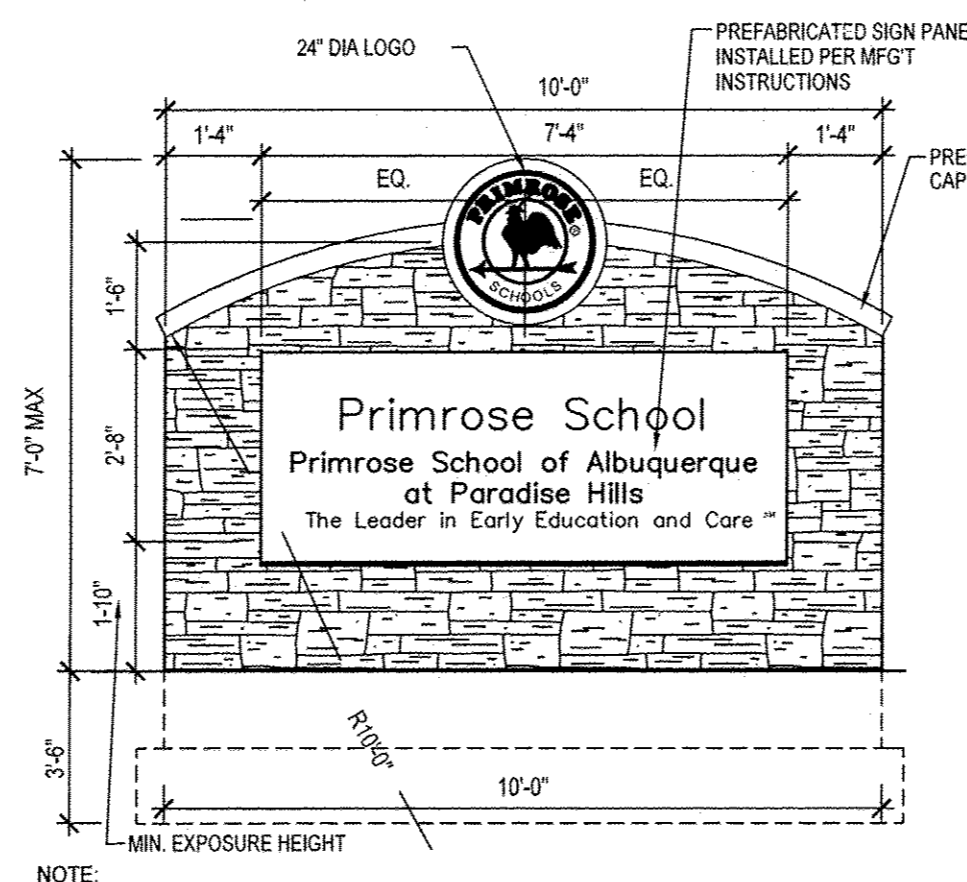 24" DIA LOGO
PREFABRICATED SIGN PANE
INSTALLED PER MFG'T
INSTRUCTIONS
10'-0"
1'-4"
7'-4"
1'-4"
EQ.
EQ.
PRE
CAP
PRIMROSE®
SCHOOLS
1'-6"
7'-0" MAX
2'-8"
1-10"
Primrose School
Primrose School of Albuquerque
at Paradise Hills
The Leader in Early Education and Care SM
3'-6"
R10'-0"
10'-0"
MIN. EXPOSURE HEIGHT
NOTE: